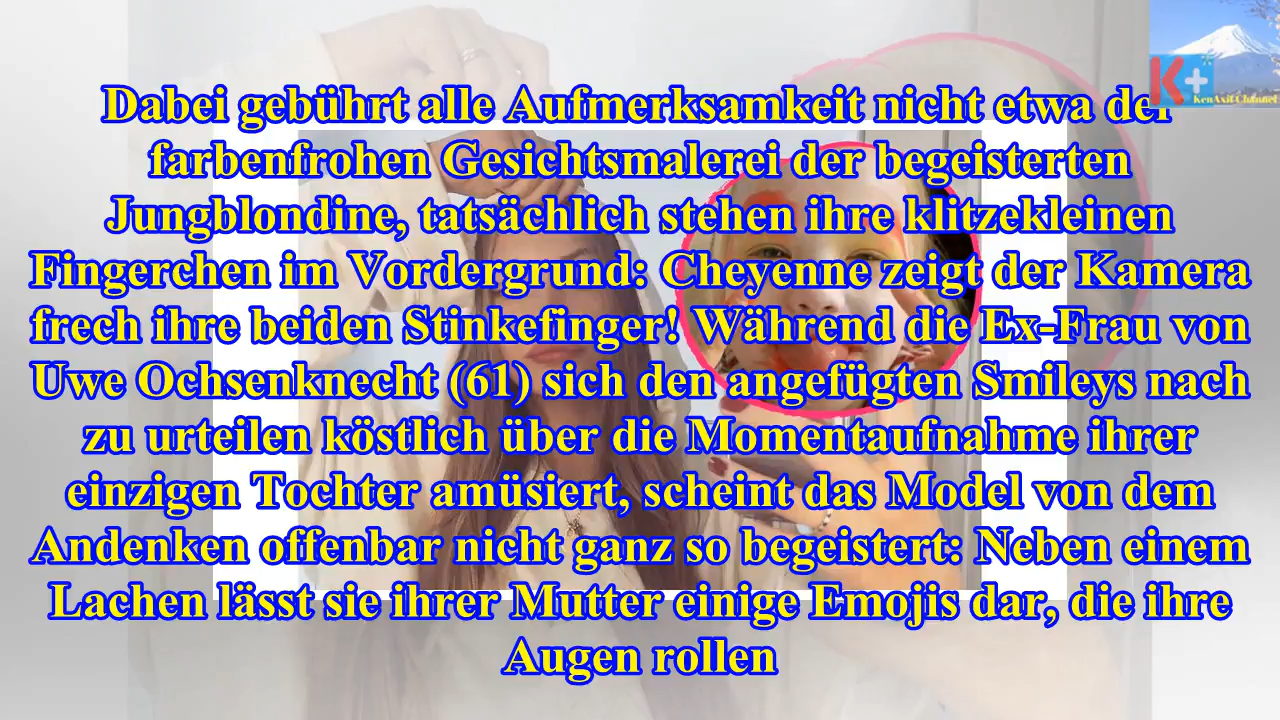 Dabei gebührt alle Aufmerksamkeit nicht etwa der
farbenfrohen Gesichtsmalerei der begeisterten
Jungblondine, tatsächlich stehen ihre klitzekleinen
Fingerchen im Vordergrund: Cheyenne zeigt der Kamera
frech ihre beiden Stinkefinger! Während die Ex-Frau von
Uwe Ochsenknecht (61) sich den angefügten Smileys nach
zu urteilen köstlich über die Momentaufnahme ihrer
einzigen Tochter amüsiert, scheint das Model von dem
Andenken offenbar nicht ganz so begeistert: Neben einem
Lachen lässt sie ihrer Mutter einige Emojis dar, die ihre
Augen rollen
K+
KenAxit Channel